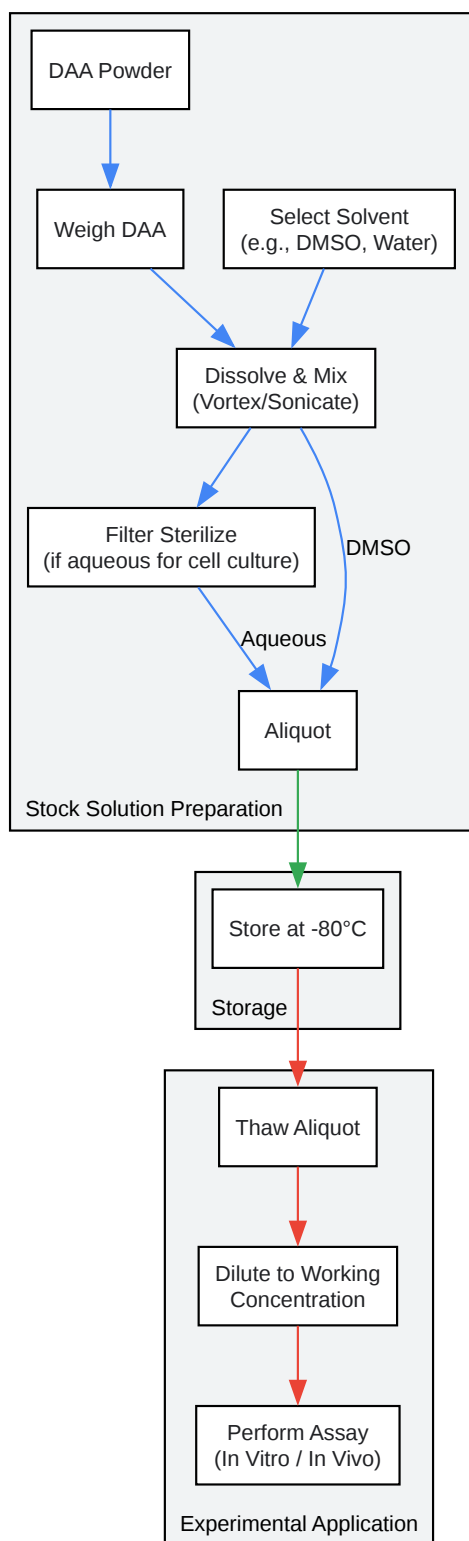 DAA Powder
Weigh DAA
Select Solvent
(e.g., DMSO, Water)
Dissolve & Mix
(Vortex/Sonicate)
Filter Sterilize
(if aqueous for cell culture)
DMSO
Aqueous
Aliquot
Stock Solution Preparation
Store at -80°C
Storage
Thaw Aliquot
Dilute to Working
Concentration
Perform Assay
(In Vitro / In Vivo)
Experimental Application